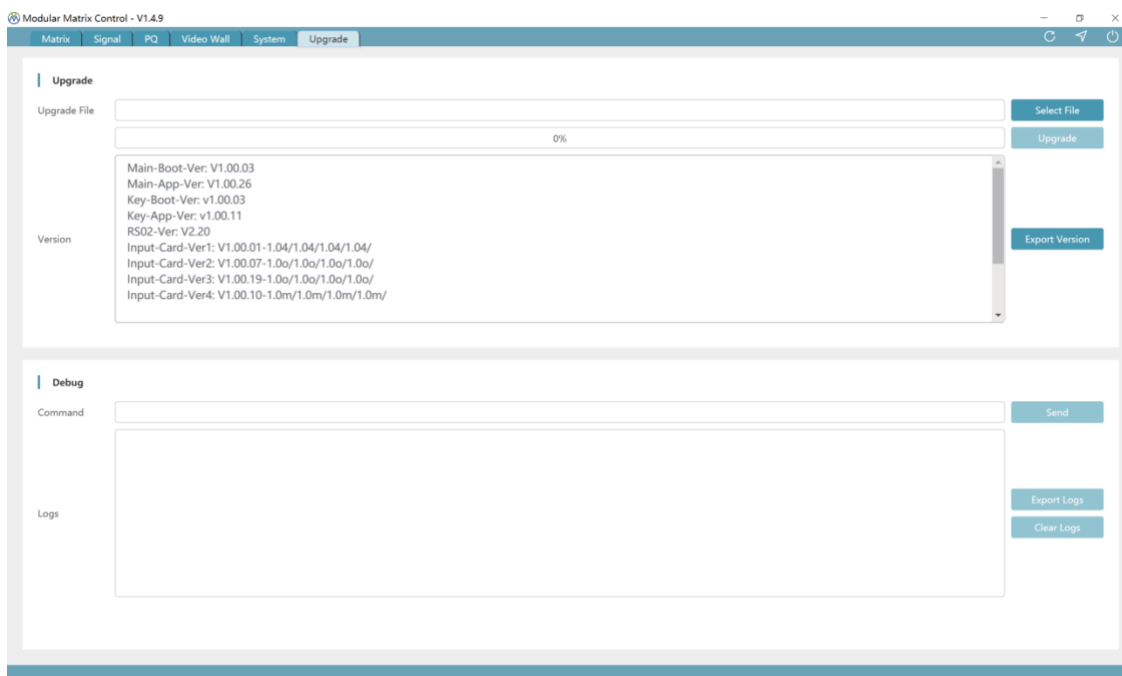 Modular Matrix Control - V1.4.9
Matrix Signal PQ Video Wall System Upgrade
Upgrade
Upgrade File Select File
0% Upgrade
Main-Boot-Ver: V1.00.03
Main-App-Ver: V1.00.26
Key-Boot-Ver: v1.00.03
Key-App-Ver: v1.00.11
RS02-Ver: V2.20
Version Export Version
Input-Card-Ver1: V1.00.01-1.04/1.04/1.04/1.04/
Input-Card-Ver2: V1.00.07-1.0o/1.0o/1.0o/1.0o/
Input-Card-Ver3: V1.00.19-1.0o/1.0o/1.0o/1.0o/
Input-Card-Ver4: V1.00.10-1.0m/1.0m/1.0m/1.0m/
Debug
Command Send
Logs
Export Logs
Clear Logs